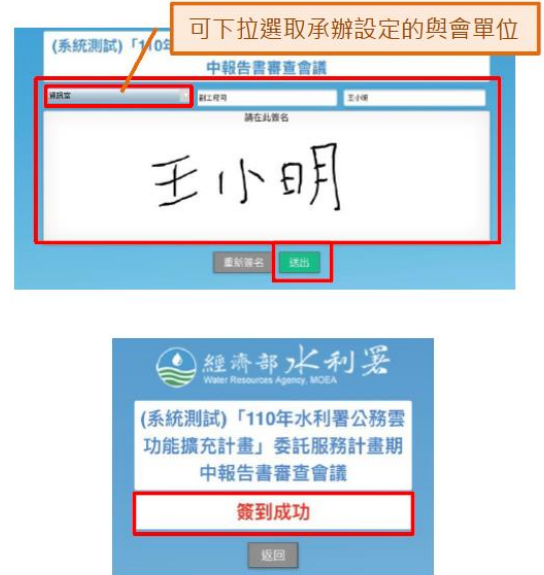 可下拉選取承辦設定的與會單位
(系統測試)「110年
中報告書審查會議
資訊室
副工程司
王小明
請在此簽名
王小明
重新簽名
送出
經濟部水利署
Water Resources Agency, MOEA
(系統測試)「110年水利署公務雲
功能擴充計畫」委託服務計畫期
中報告書審查會議
簽到成功
返回